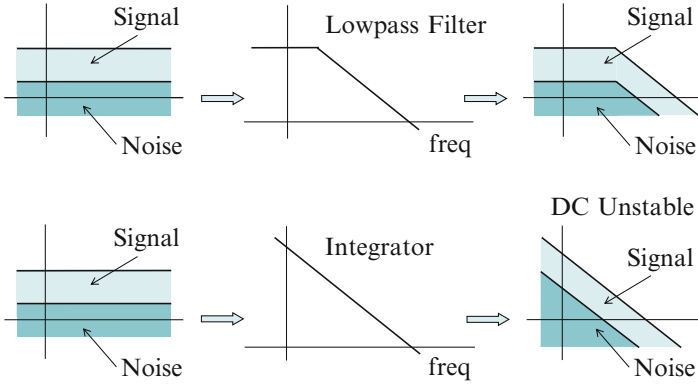 Signal
Lowpass Filter
Signal
Noise
freq
Noise
DC Unstable
Signal
Integrator
Signal
Noise
freq
Noise